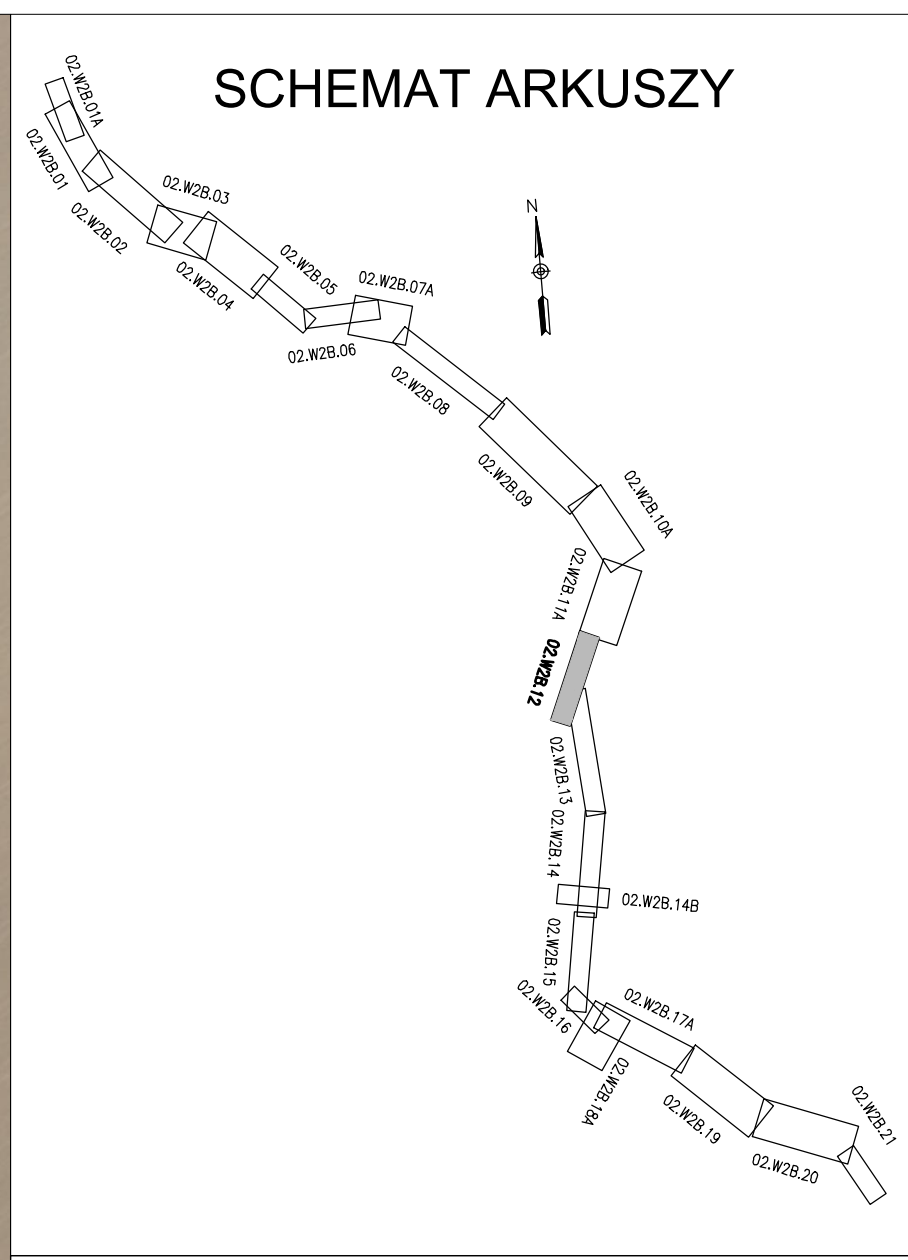 SCHEMAT ARKUSZY
02.W2B.01A
02.W2B.01
02.W2B.02
02.W2B.03
02.W2B.04
02.W2B.05
N
02.W2B.06
02.W2B.07A
02.W2B.08
02.W2B.09
02.W2B.10A
02.W2B.11A
02.W2B.12
02.W2B.13
02.W2B.14
02.W2B.14B
02.W2B.15
02.W2B.16
02.W2B.17A
02.W2B.18A
02.W2B.19
02.W2B.20
02.W2B.21